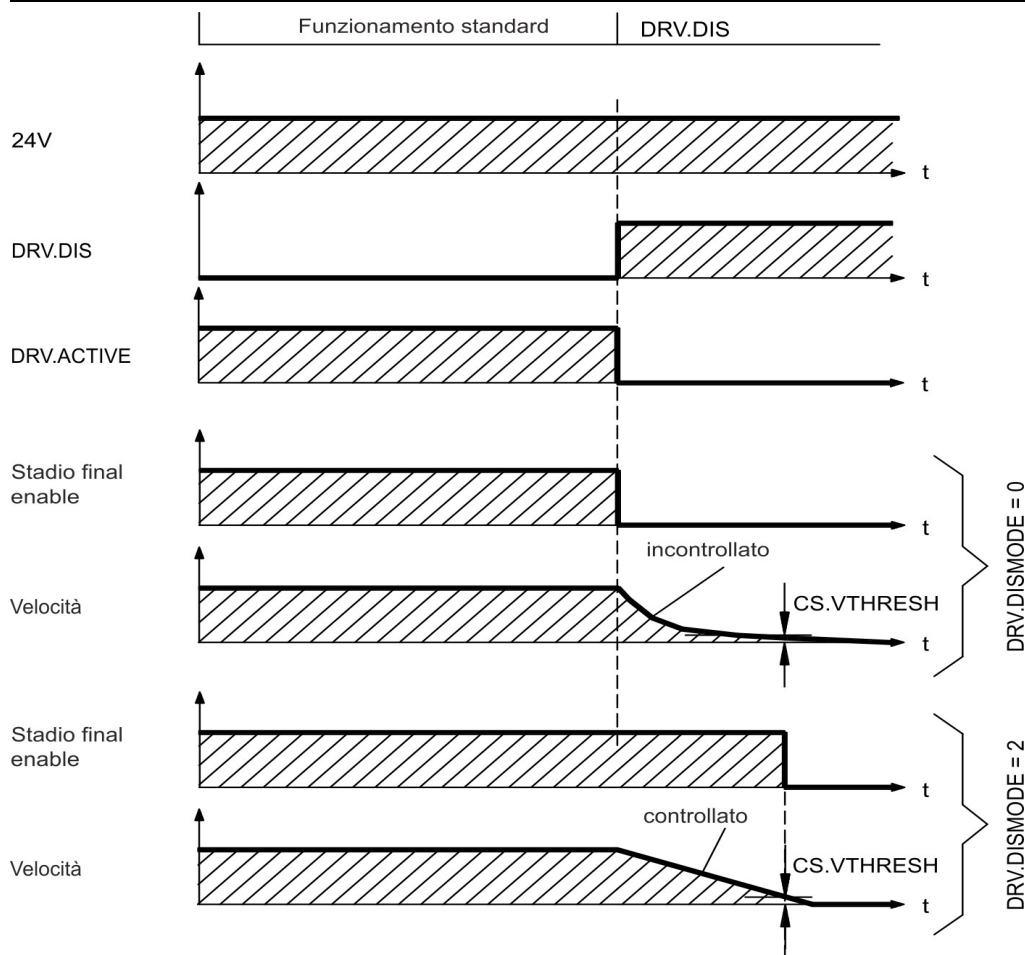 Funzionamento standard
DRV.DIS
24V
t
DRV.DIS
t
DRV.ACTIVE
t
Stadio final
enable
t
incontrollato
Velocità
CS.VTHRESH
t
DRV.DISMODE = 0
Stadio final
enable
t
controllato
Velocità
CS.VTHRESH
t
DRV.DISMODE = 2